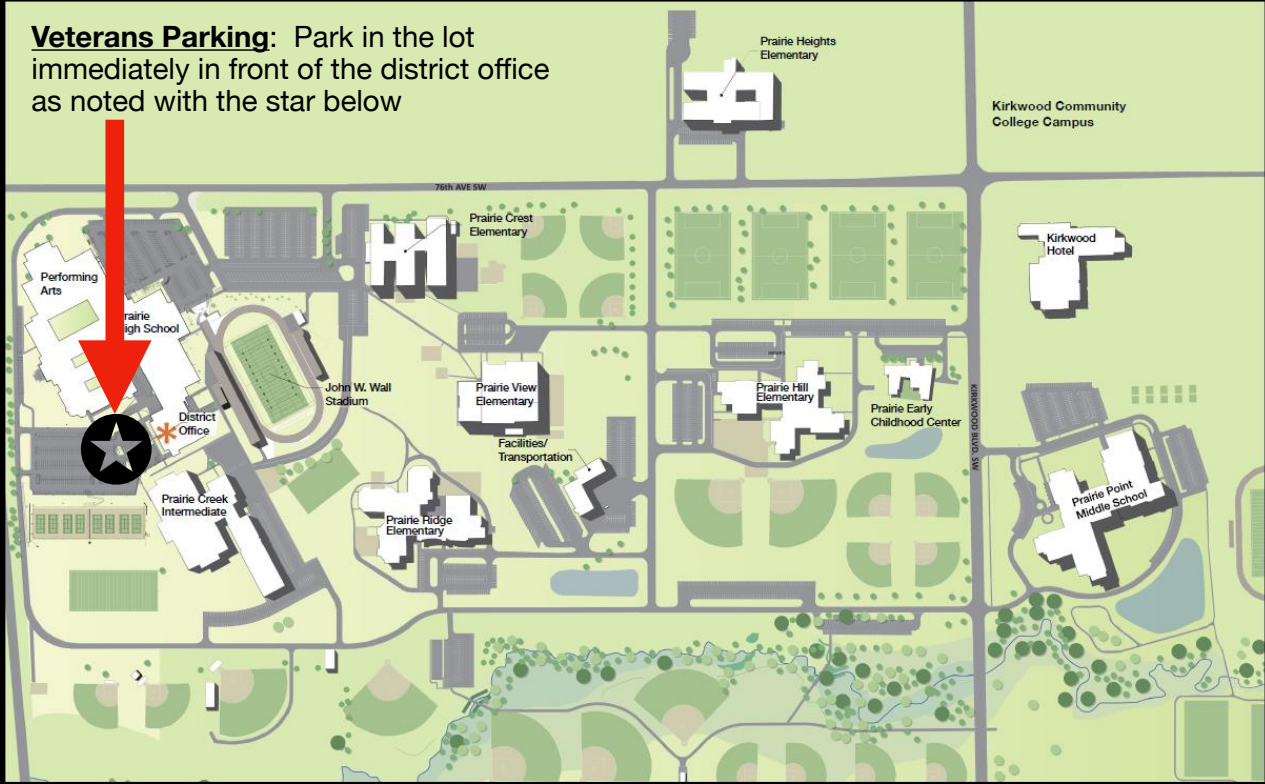 Veterans Parking: Park in the lot
immediately in front of the district office
as noted with the star below
Prairie Heights
Elementary
Kirkwood Community
College Campus
76th AVE SW
Prairie Crest
Elementary
Kirkwood
Hotel
Performing
Arts
rairie
igh School
John W. Wall
Stadium
Prairie View
Elementary
Prairie Hill
Elementary
Prairie Early
Childhood Center
KIRKWOOD BLVD. SW
District
Office
Facilities/
Transportation
Prairie Creek
Intermediate
Prairie Ridge
Elementary
Prairie Point
Middle School